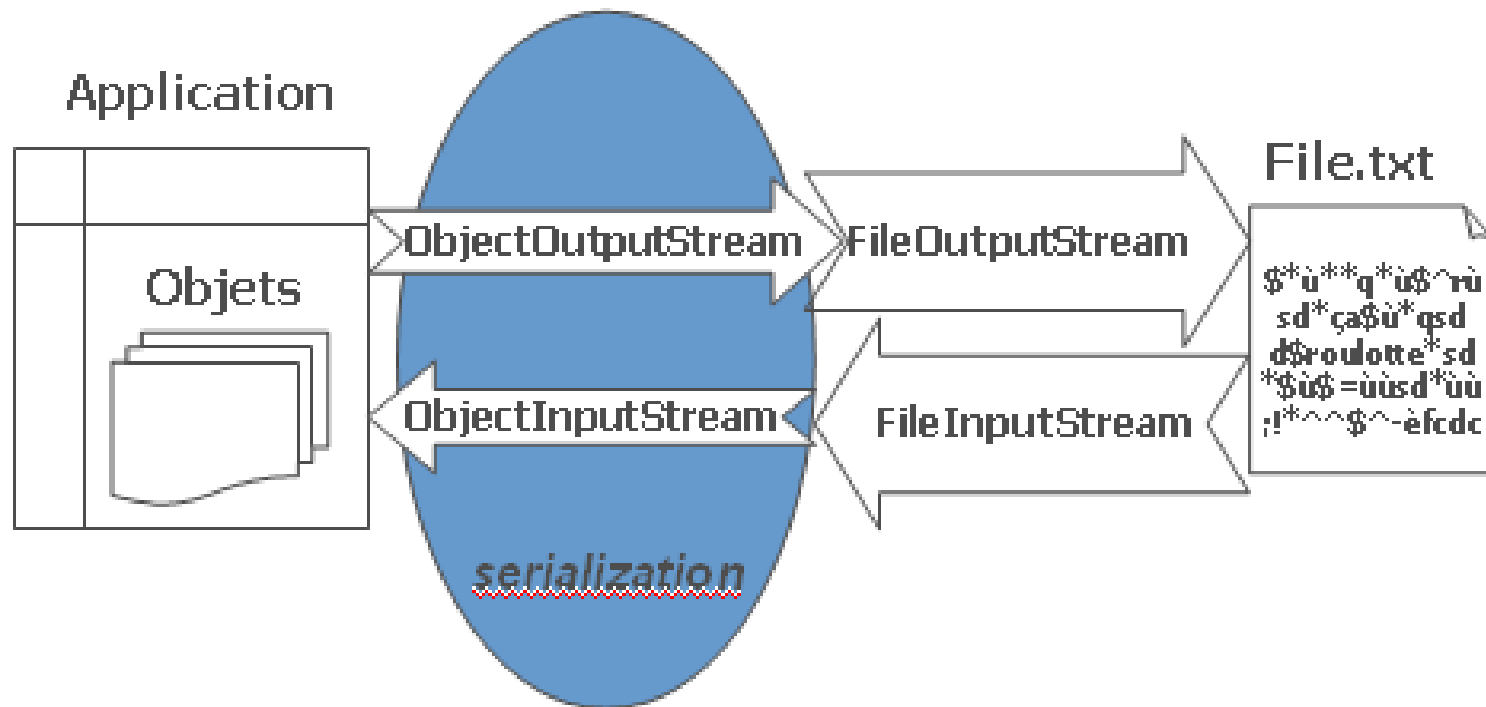 Application
File.txt
ObjectOutputStream
FileOutputStream
Objets
$*ù**q*ù$^rù
sd*ça$ù*qsd
d$roulotte*sd
*$ù$=ùùsd*ùù
;!*^^$^-èfcdc
ObjectInputStream
FileInputStream
serialization